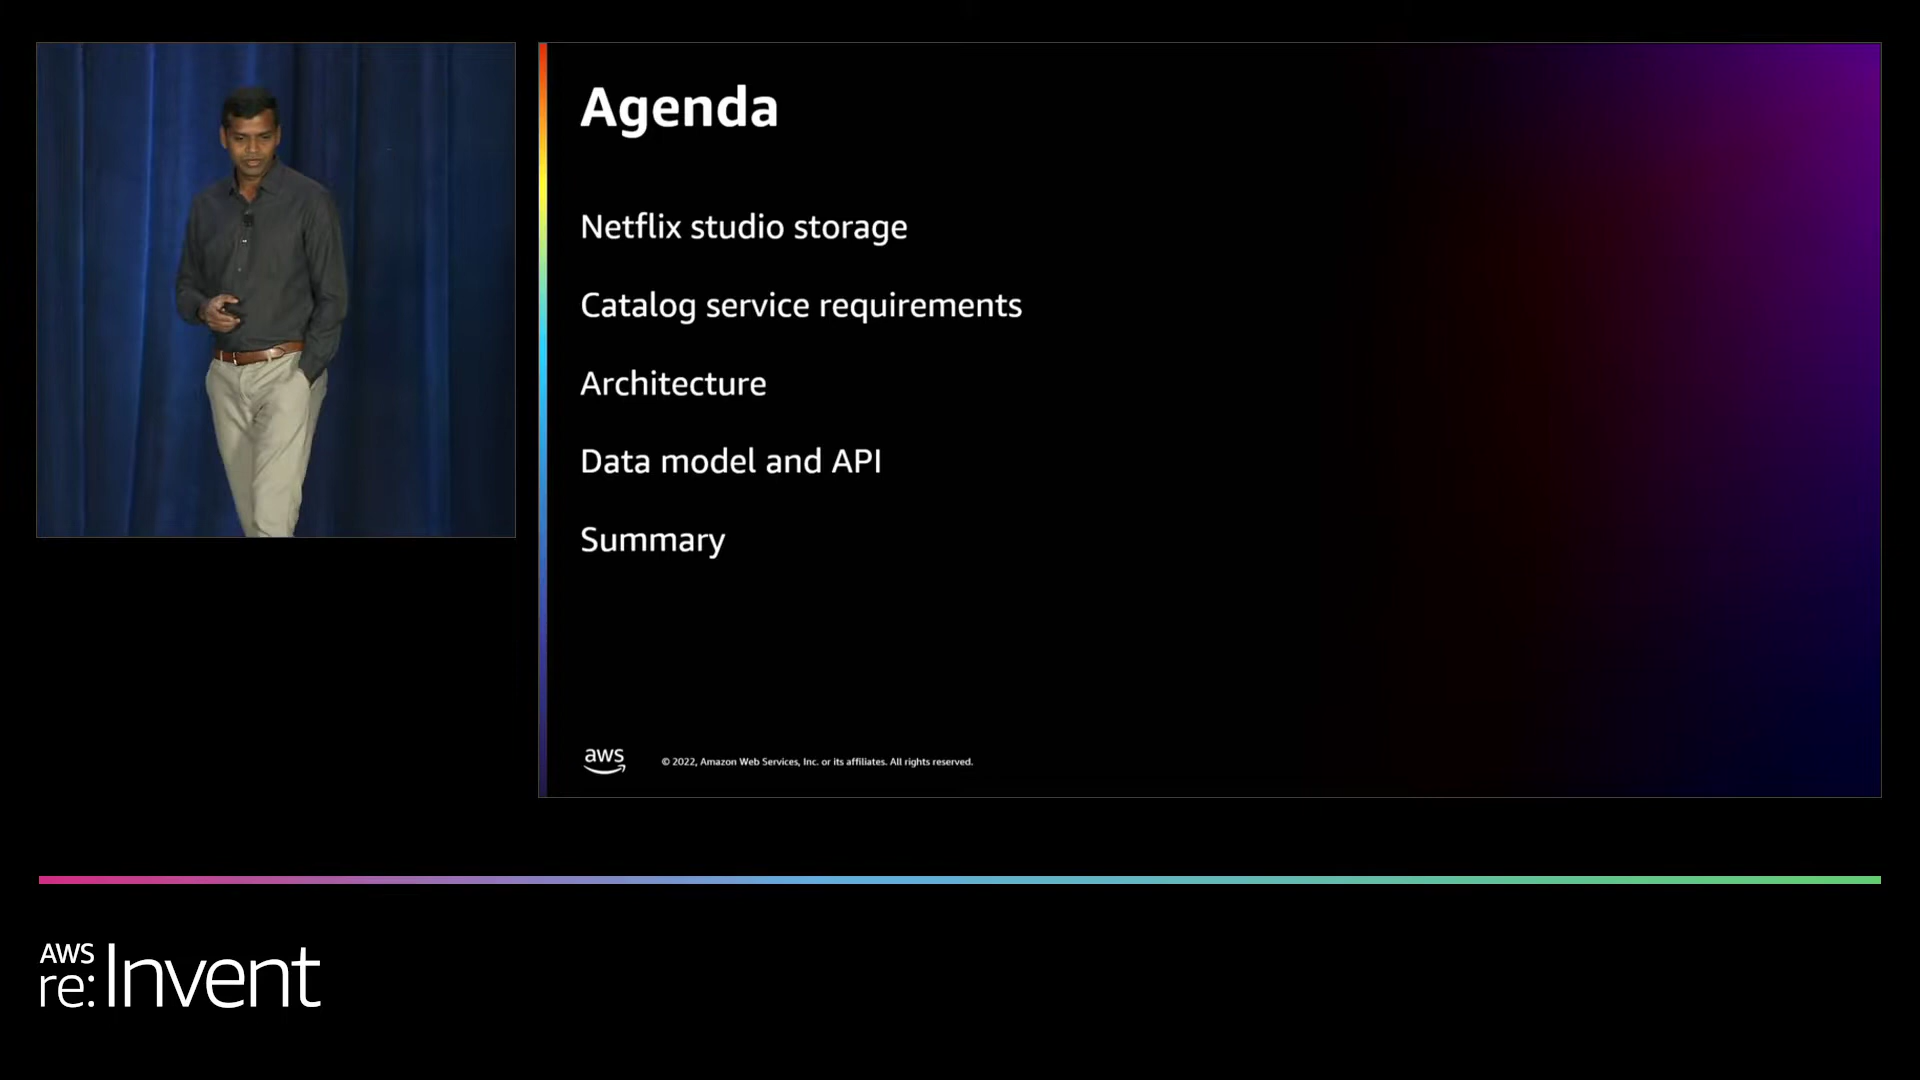 Agenda
Netflix studio storage
Catalog service requirements
Architecture
Data model and API
Summary
aws
© 2022, Amazon Web Services, Inc. or its affiliates. All rights reserved.
AWS
re:Invent